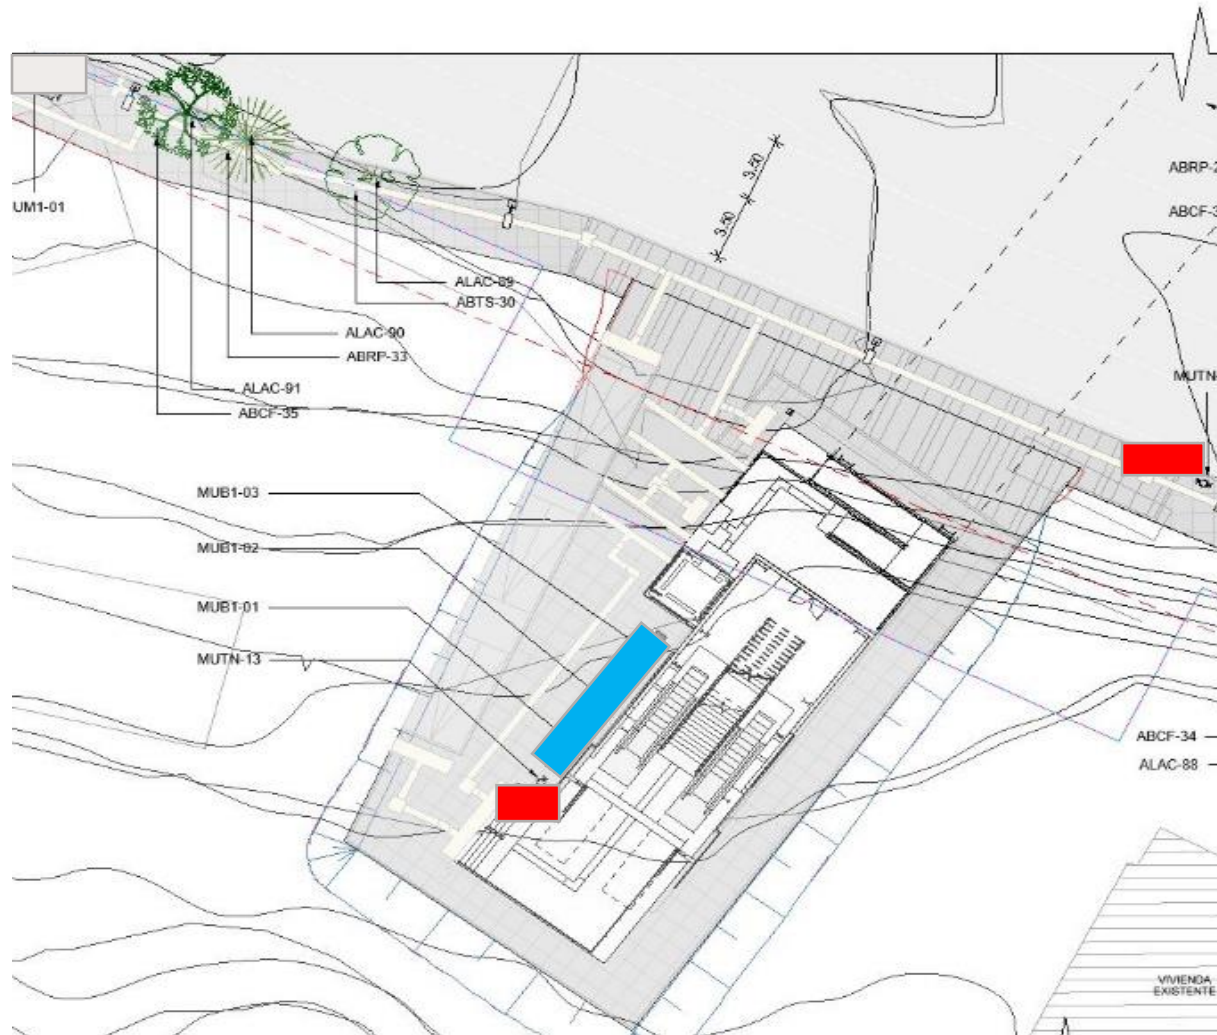 UM1-01
3.50
3.50
ABRP-2
ABCF-3
ALAC-89
ABTS-30
ALAC-90
ABRP-33
ALAC-91
ABCF-35
MUTN-
MUB1-03
MUB1-02
MUB1-01
MUTN-13
ABCF-34
ALAC-88
VIVIENDA
EXISTENTE